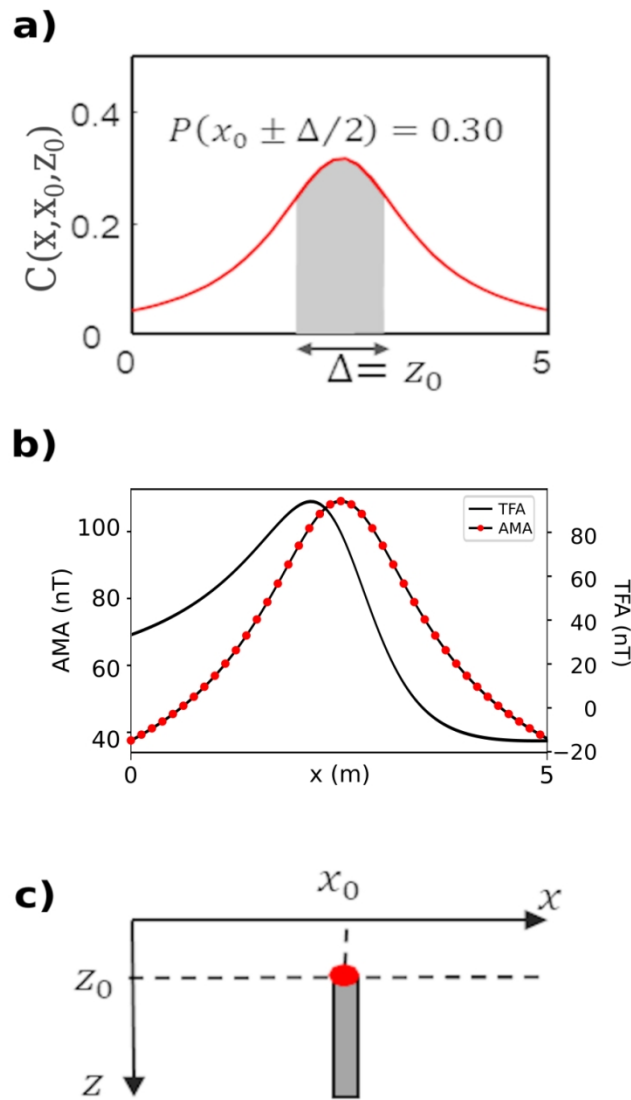 a)
C(x,x₀,z₀)
0.4
0.2
0
P(x₀ ± Δ/2) = 0.30
0
5
Δ= z₀
b)
AMA (nT)
100
80
60
40
TFA
AMA
80
60
40
20
0
−20
TFA (nT)
0
x (m)
5
c)
x₀
x
z₀
z